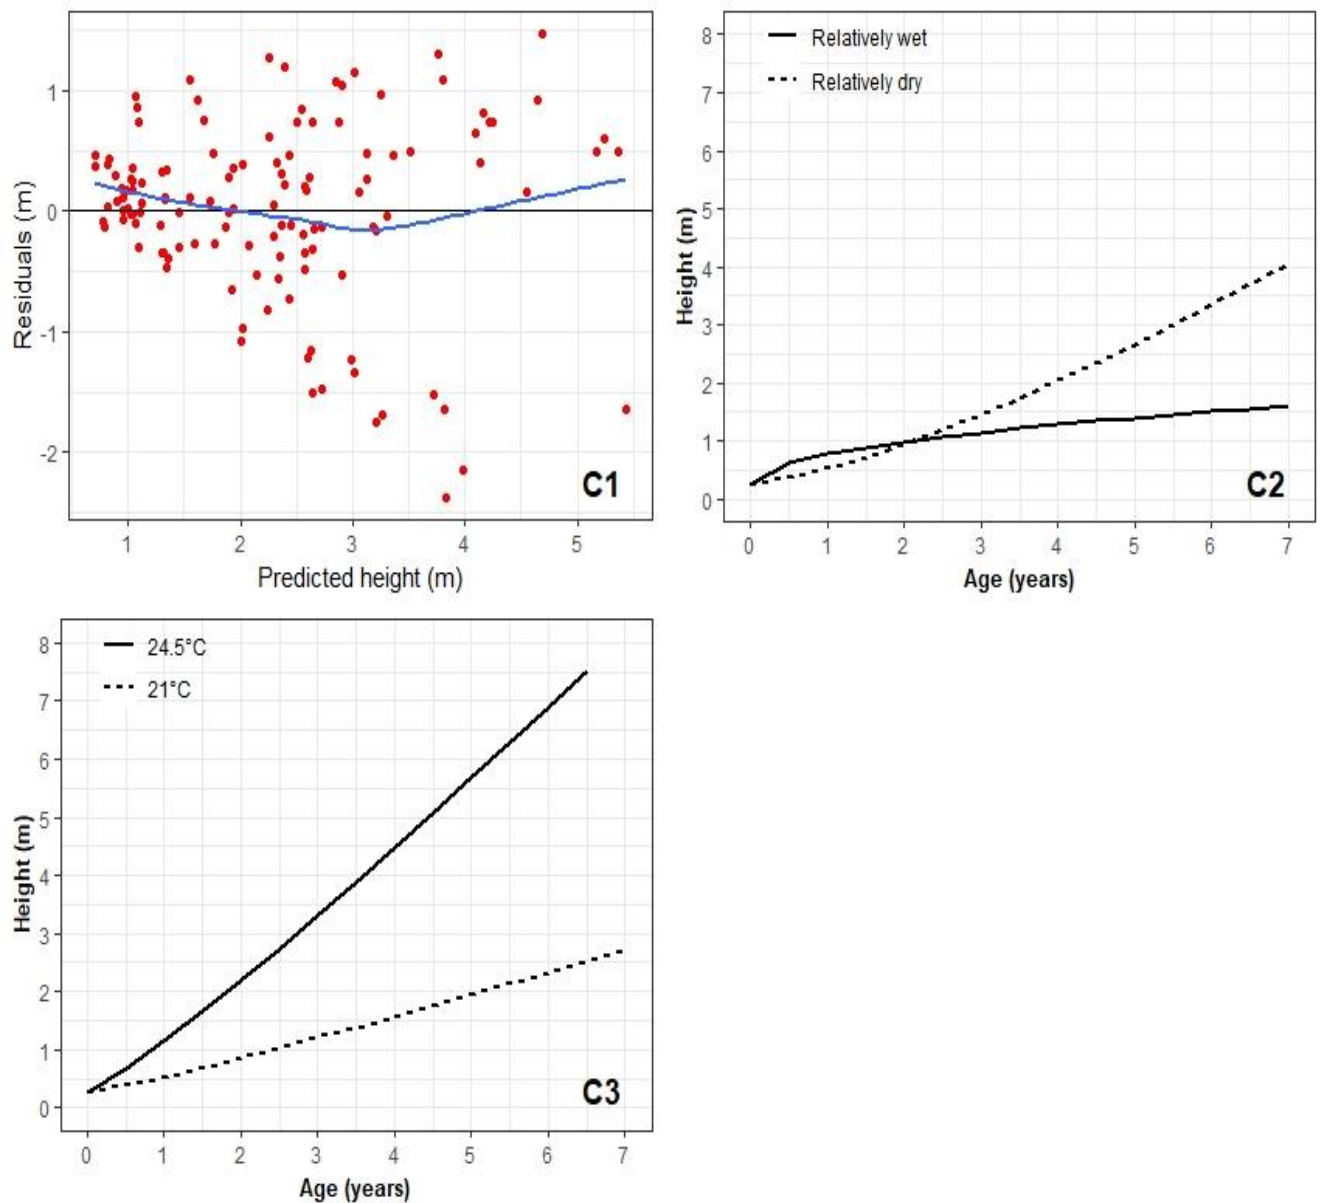 1
0
-1
-2
Residuals (m)
C1
1 2 3 4 5
Predicted height (m)
8
7
6
5
4
3
2
1
0
Height (m)
Relatively wet
Relatively dry
C2
0 1 2 3 4 5 6 7
Age (years)
8
7
6
5
4
3
2
1
0
Height (m)
24.5°C
21°C
C3
0 1 2 3 4 5 6 7
Age (years)